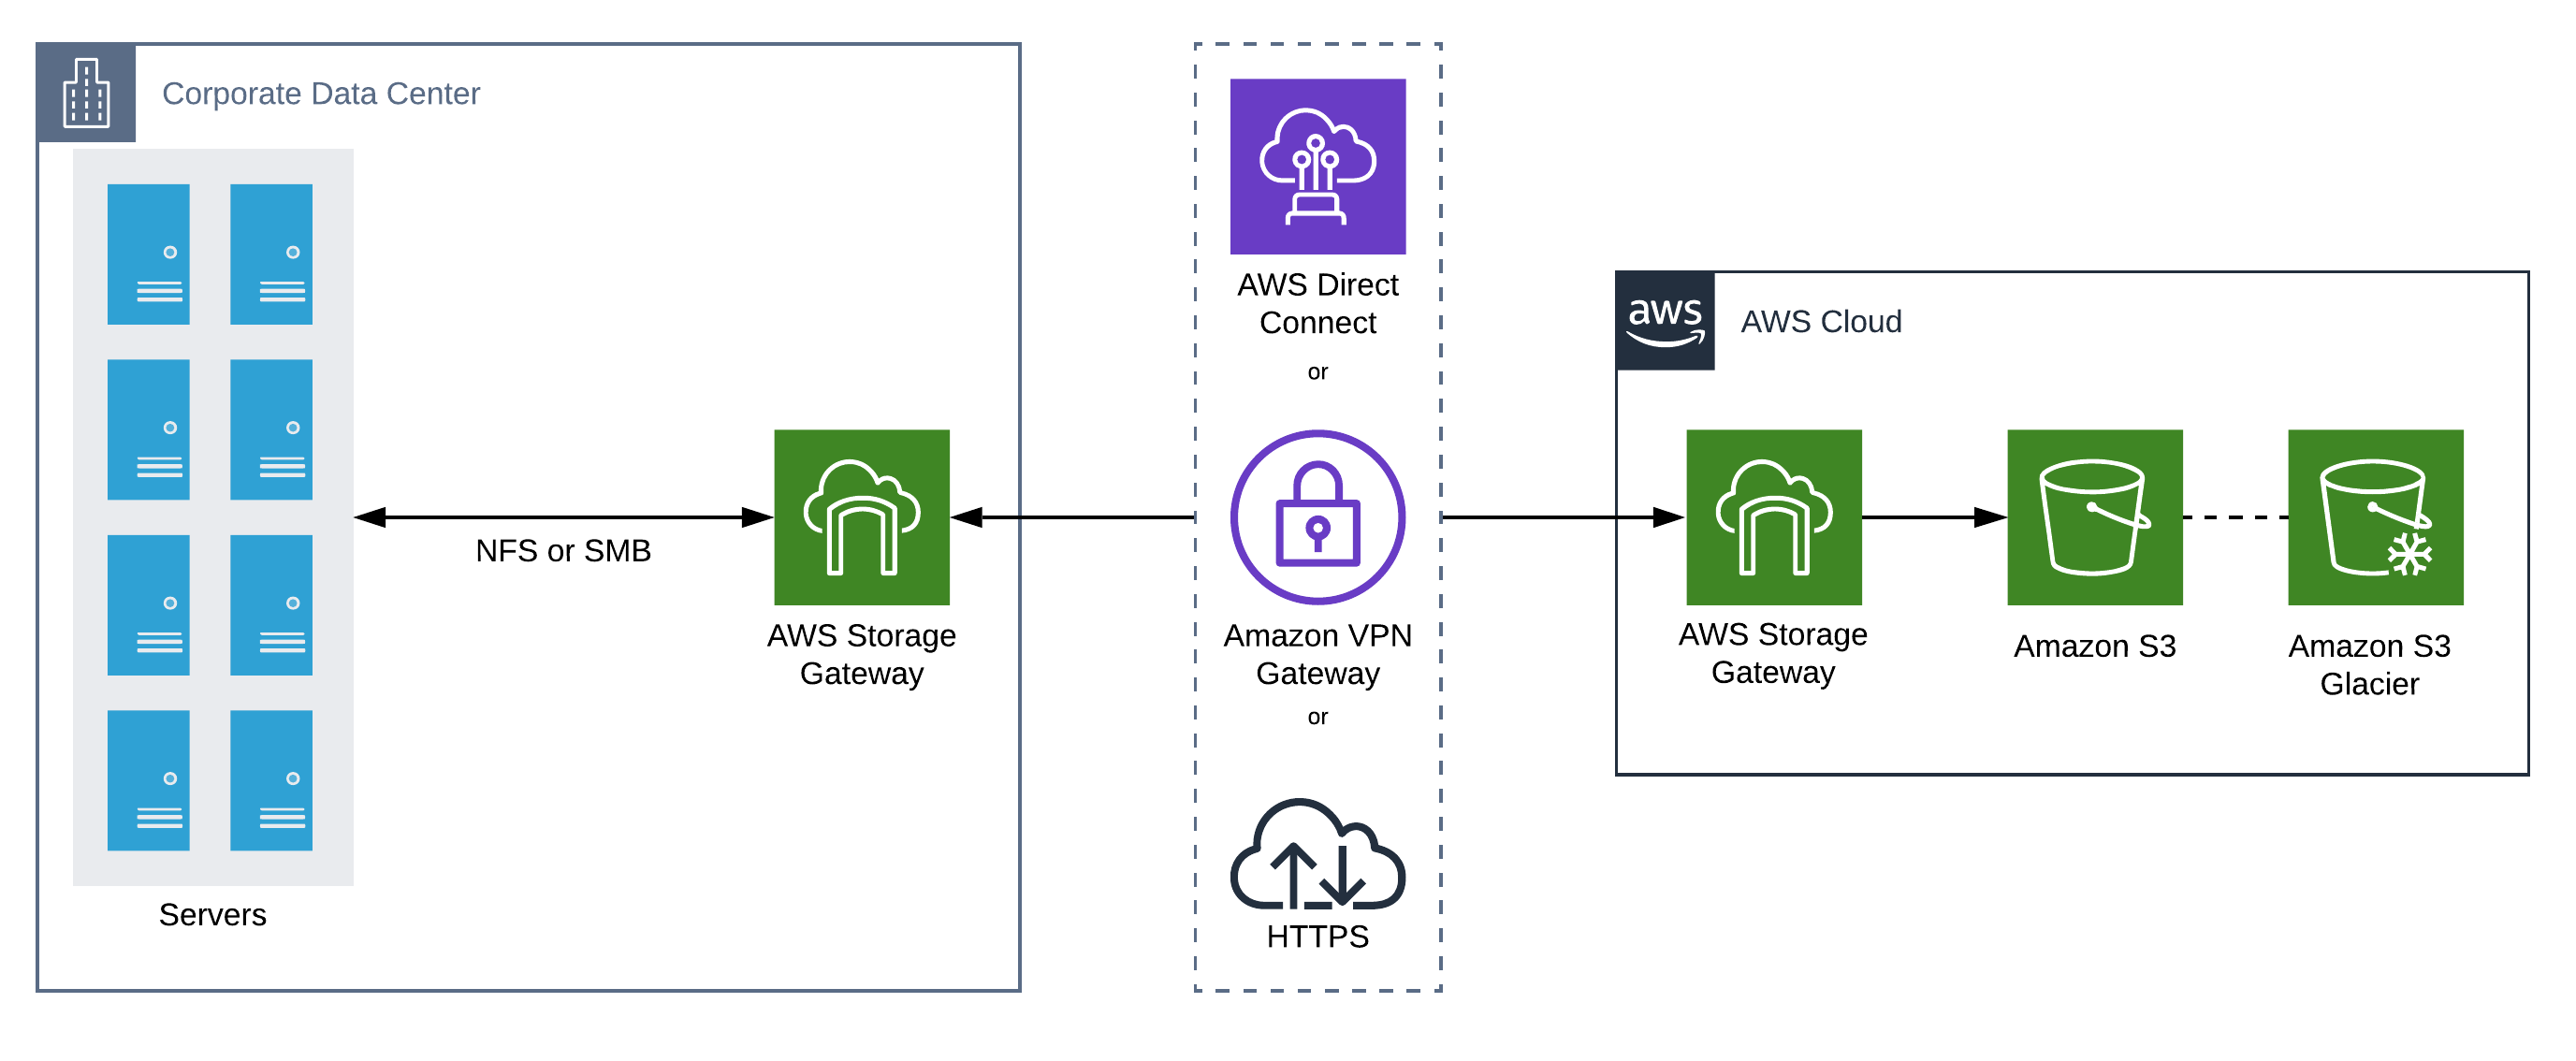 Corporate Data Center
Servers
NFS or SMB
AWS Storage
Gateway
AWS Direct
Connect
or
Amazon VPN
Gateway
or
HTTPS
aws
AWS Cloud
AWS Storage
Gateway
Amazon S3
Amazon S3
Glacier